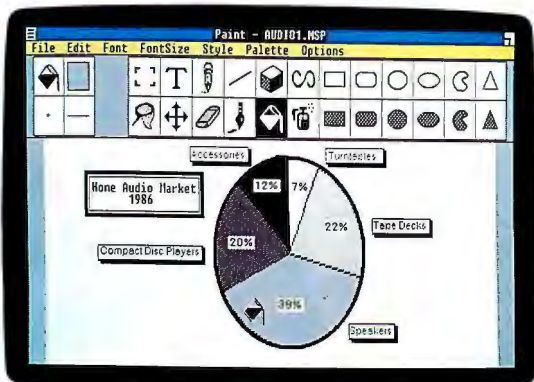 Paint - AUDIO1.MSP
File Edit Font FontSize Style Palette Options
T
Accessories
Turntables
12%
7%
Home Audio Market
1986
22%
Tape Decks
20%
Compact Disc Players
39%
Speakers